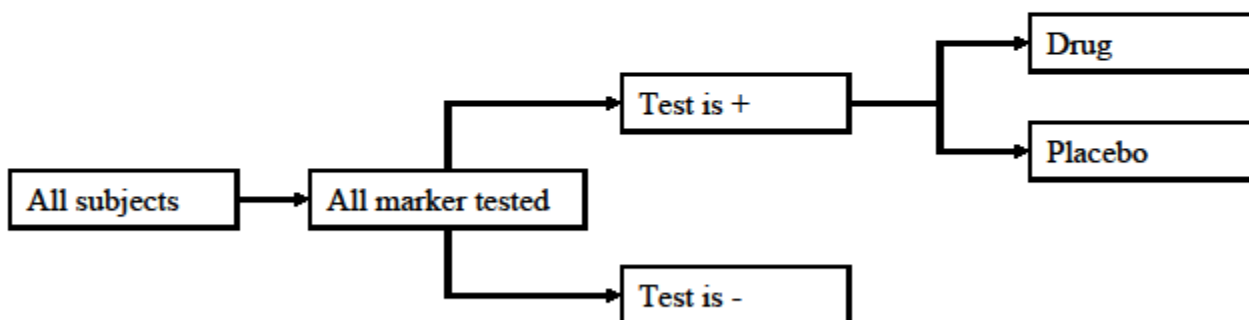 Drug
Test is +
Placebo
All subjects
All marker tested
Test is -